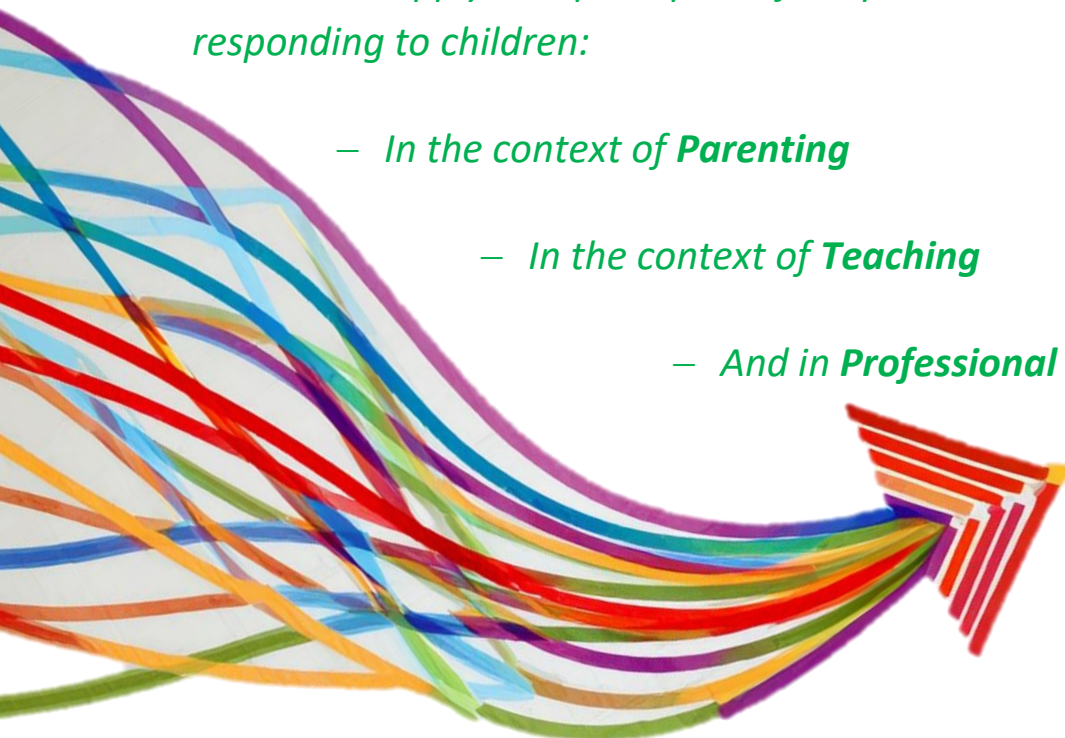 responding to children:
– In the context of Parenting
– In the context of Teaching
– And in Professional